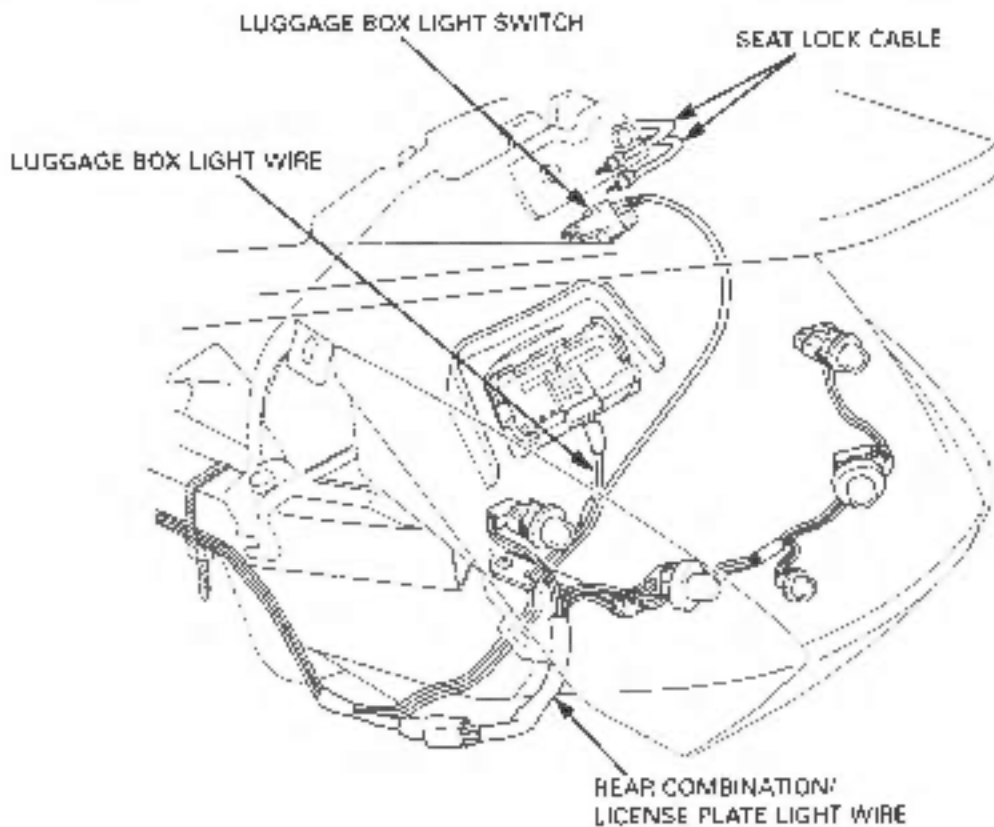 LUGGAGE BOX LIGHT SWITCH
SEAT LOCK CABLE
LUGGAGE BOX LIGHT WIRE
REAR COMBINATION/
LICENSE PLATE LIGHT WIRE